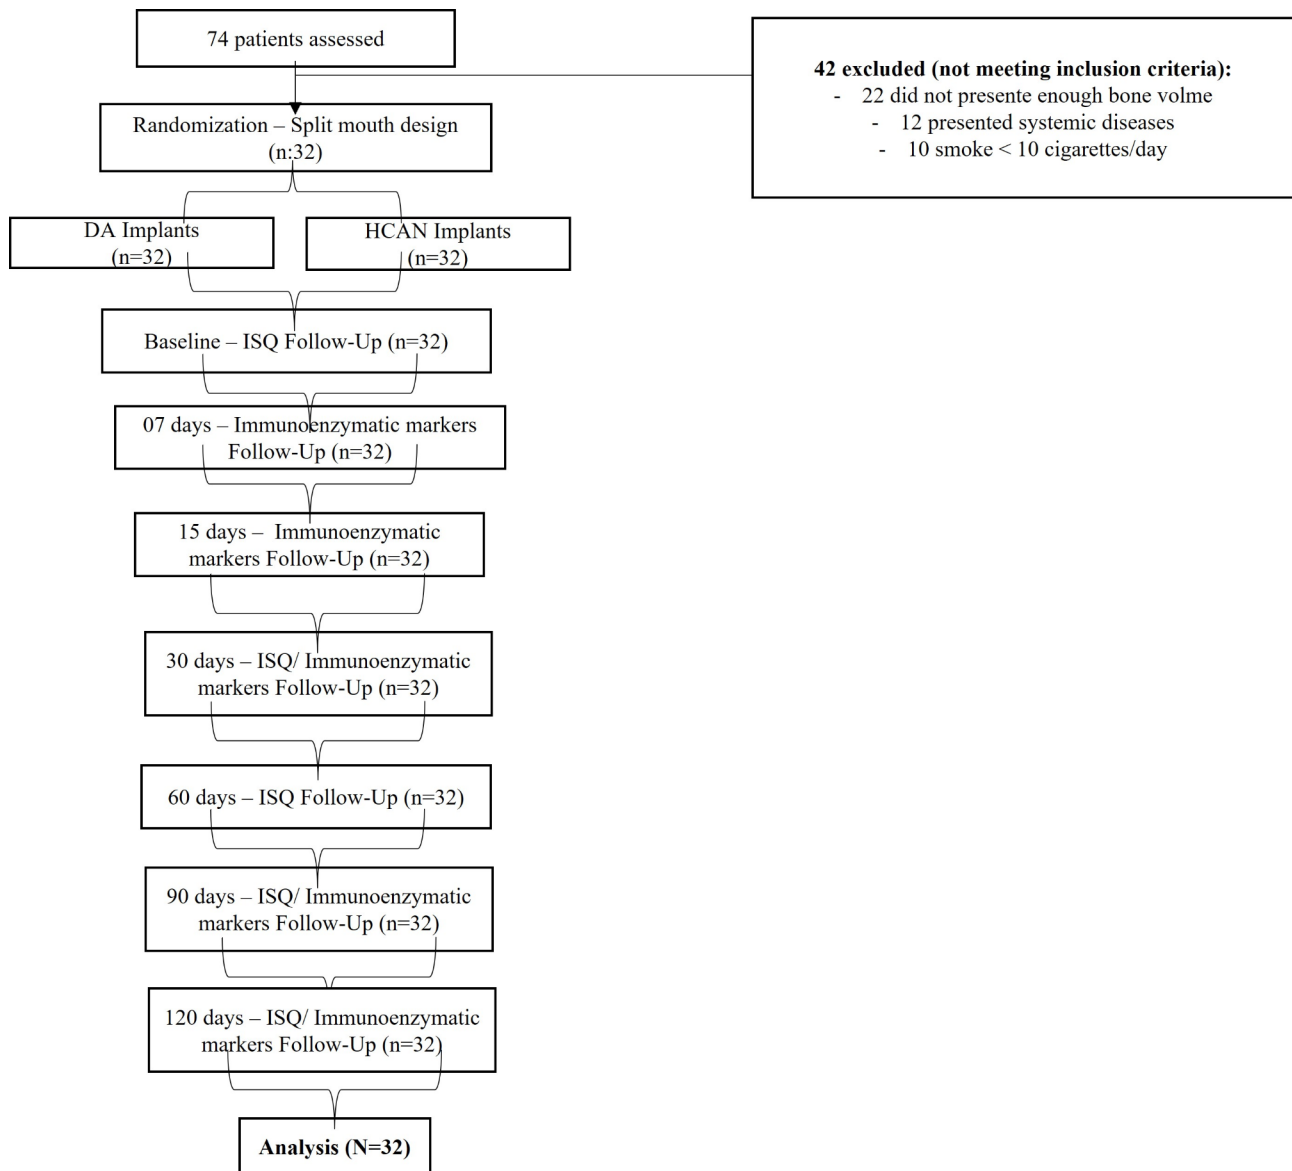 74 patients assessed
42 excluded (not meeting inclusion criteria):
- 22 did not presente enough bone volme
- 12 presented systemic diseases
- 10 smoke < 10 cigarettes/day
Randomization – Split mouth design
(n:32)
DA Implants
(n=32)
HCAN Implants
(n=32)
Baseline – ISQ Follow-Up (n=32)
07 days – Immunoenzymatic markers
Follow-Up (n=32)
15 days – Immunoenzymatic
markers Follow-Up (n=32)
30 days – ISQ/ Immunoenzymatic
markers Follow-Up (n=32)
60 days – ISQ Follow-Up (n=32)
90 days – ISQ/ Immunoenzymatic
markers Follow-Up (n=32)
120 days – ISQ/ Immunoenzymatic
markers Follow-Up (n=32)
Analysis (N=32)